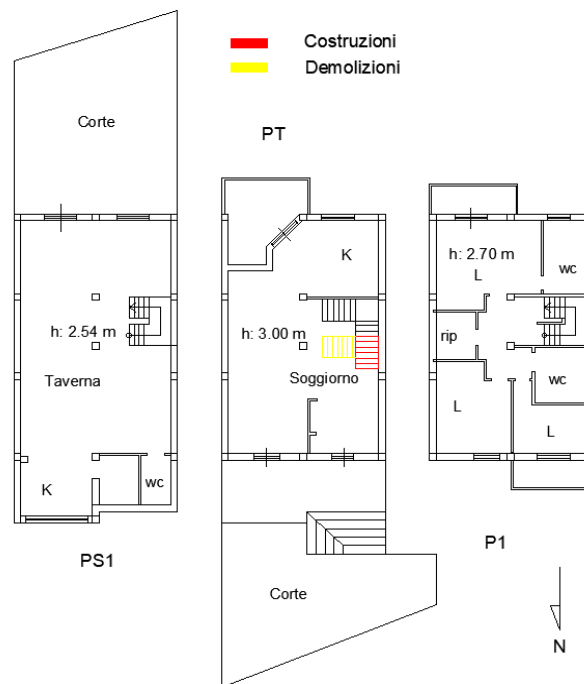 Costruzioni
Demolizioni
Corte
h: 2.54 m
Taverna
K
wc
PS1
PT
K
h: 3.00 m
Soggiorno
Corte
h: 2.70 m
L
wc
rip
wc
L
L
P1
N